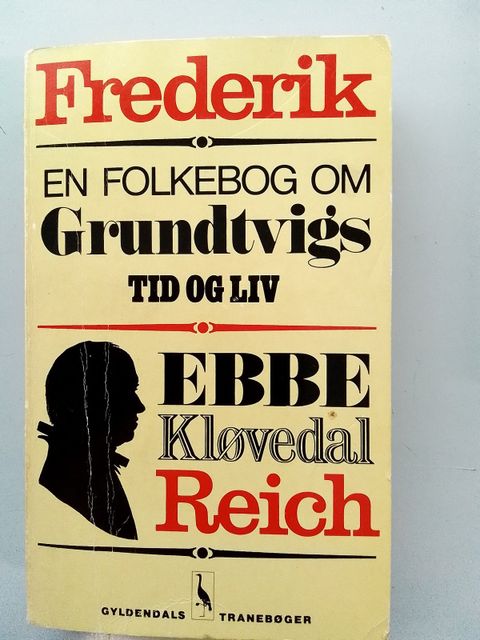 Frederik
EN FOLKEBOG OM
Grundtvigs
TID OG LIV
EBBE
Kløvedal
Reich
GYLDENDALS TRANEBØGER